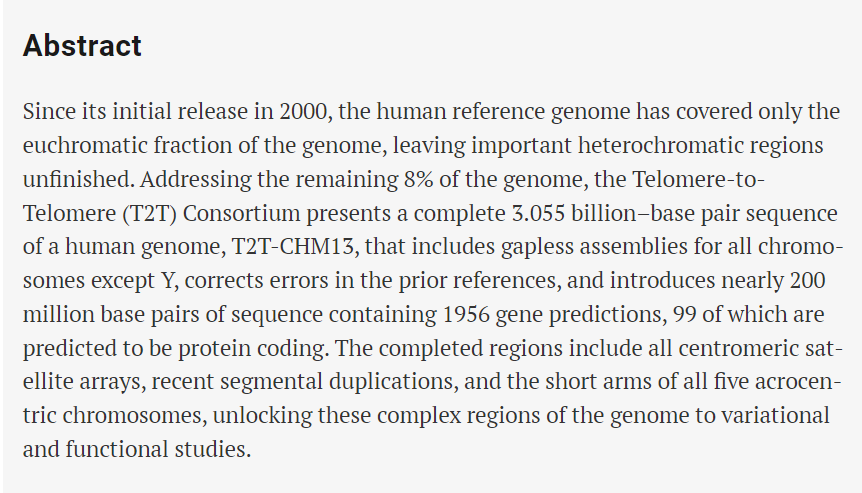 Abstract
Since its initial release in 2000, the human reference genome has covered only the
euchromatic fraction of the genome, leaving important heterochromatic regions
unfinished. Addressing the remaining 8% of the genome, the Telomere-to-
Telomere (T2T) Consortium presents a complete 3.055 billion–base pair sequence
of a human genome, T2T-CHM13, that includes gapless assemblies for all chromo-
somes except Y, corrects errors in the prior references, and introduces nearly 200
million base pairs of sequence containing 1956 gene predictions, 99 of which are
predicted to be protein coding. The completed regions include all centromeric sat-
ellite arrays, recent segmental duplications, and the short arms of all five acrocen-
tric chromosomes, unlocking these complex regions of the genome to variational
and functional studies.